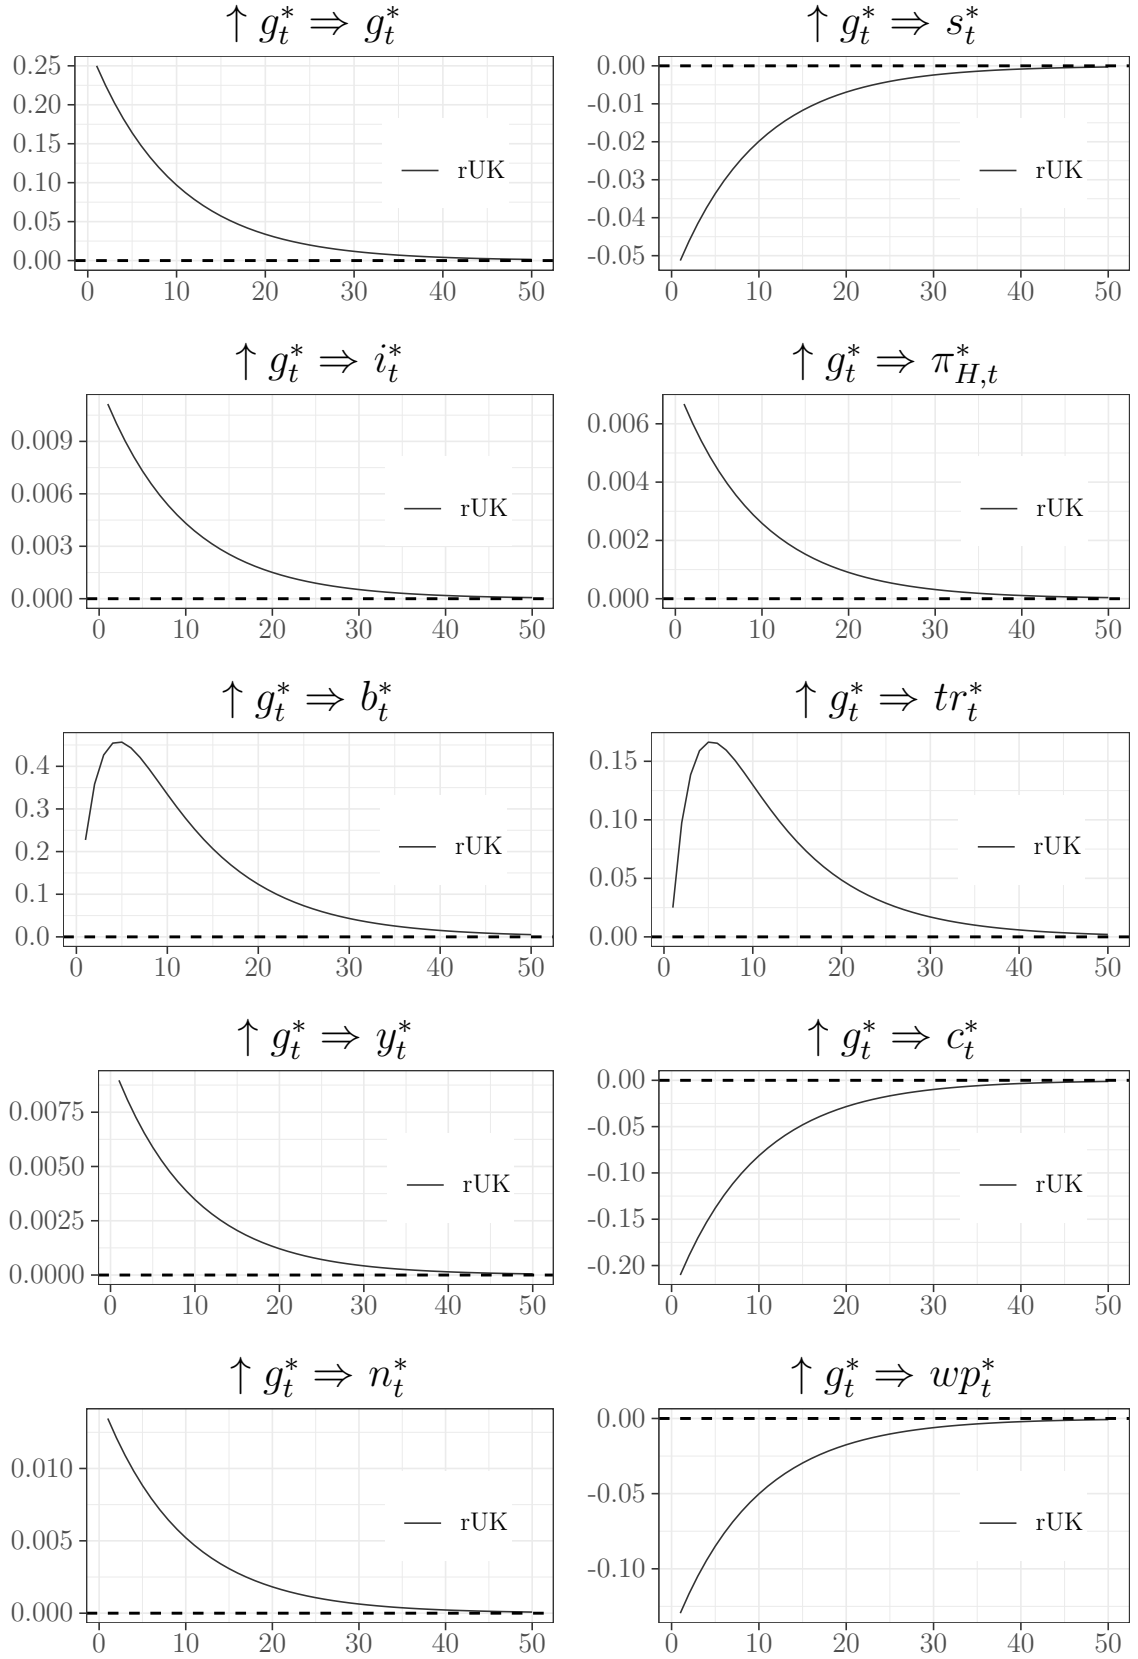 ↑ g*_t ⇒ g*_t
0.25
0.20
0.15
0.10
0.05
0.00
rUK
0 10 20 30 40 50
↑ g*_t ⇒ s*_t
0.00
-0.01
-0.02
-0.03
-0.04
-0.05
rUK
0 10 20 30 40 50
↑ g*_t ⇒ i*_t
0.009
0.006
0.003
0.000
rUK
0 10 20 30 40 50
↑ g*_t ⇒ π*_{H,t}
0.006
0.004
0.002
0.000
rUK
0 10 20 30 40 50
↑ g*_t ⇒ b*_t
0.4
0.3
0.2
0.1
0.0
rUK
0 10 20 30 40 50
↑ g*_t ⇒ tr*_t
0.15
0.10
0.05
0.00
rUK
0 10 20 30 40 50
↑ g*_t ⇒ y*_t
0.0075
0.0050
0.0025
0.0000
rUK
0 10 20 30 40 50
↑ g*_t ⇒ c*_t
0.00
-0.05
-0.10
-0.15
-0.20
rUK
0 10 20 30 40 50
↑ g*_t ⇒ n*_t
0.010
0.005
0.000
rUK
0 10 20 30 40 50
↑ g*_t ⇒ wp*_t
0.00
-0.05
-0.10
rUK
0 10 20 30 40 50